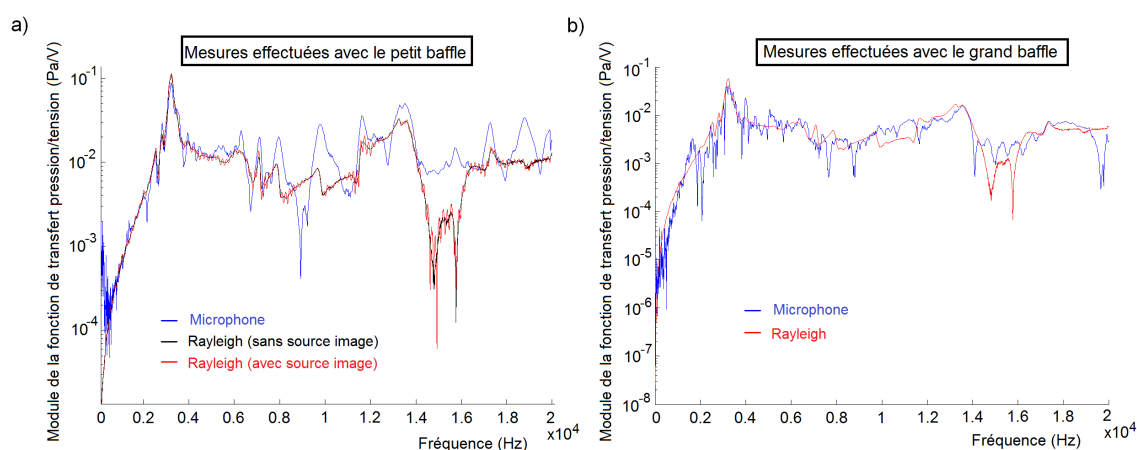 a)
Mesures effectuées avec le petit baffle
Module de la fonction de transfert pression/tension (Pa/V)
10^-1
10^-2
10^-3
10^-4
Microphone
Rayleigh (sans source image)
Rayleigh (avec source image)
0 0.2 0.4 0.6 0.8 1.0 1.2 1.4 1.6 1.8 20
x10^4
Fréquence (Hz)
b)
Mesures effectuées avec le grand baffle
Module de la fonction de transfert pression/tension (Pa/V)
10^-1
10^-2
10^-3
10^-4
10^-5
10^-6
10^-7
10^-8
Microphone
Rayleigh
0 0.2 0.4 0.6 0.8 1.0 1.2 1.4 1.6 1.8 20
x10^4
Fréquence (Hz)